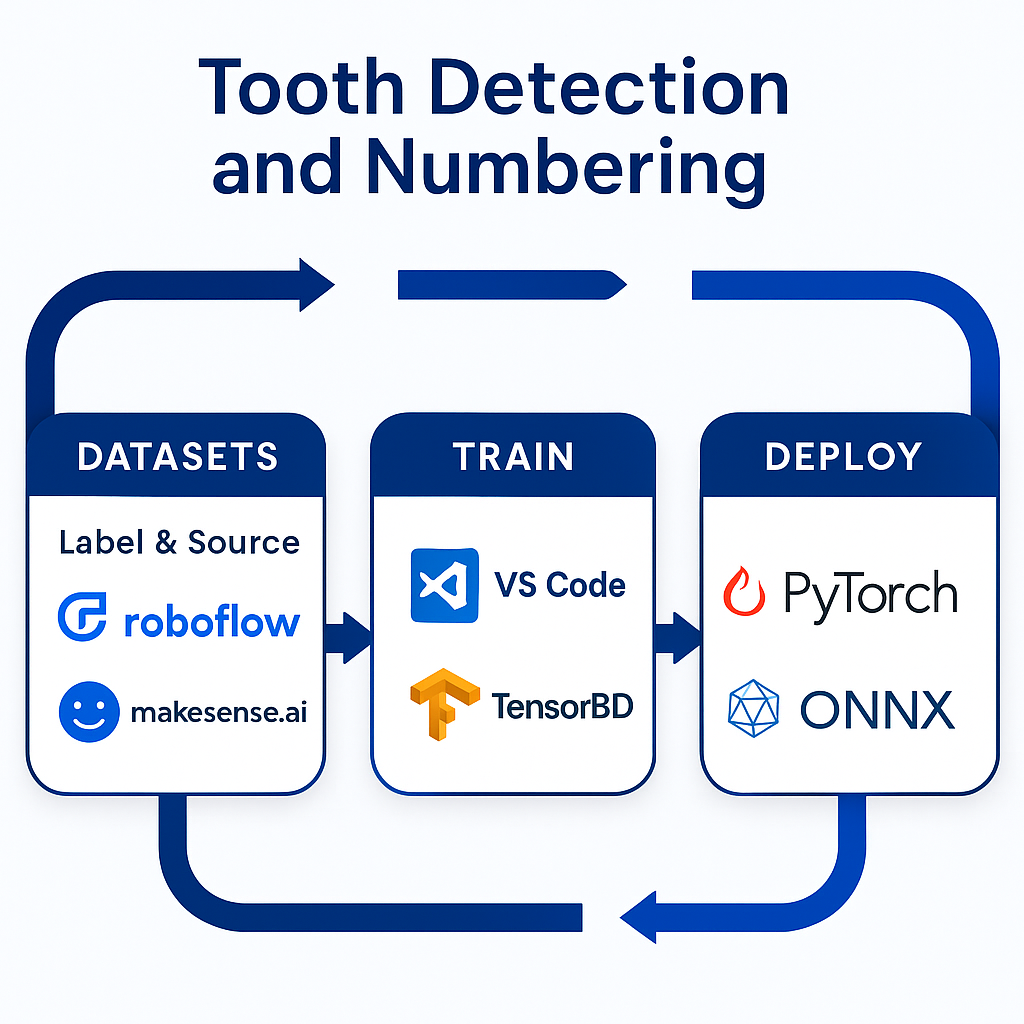 Tooth Detection
and Numbering
DATASETS
Label & Source
roboflow
makesense.ai
TRAIN
VS Code
TensorBD
DEPLOY
PyTorch
ONNX